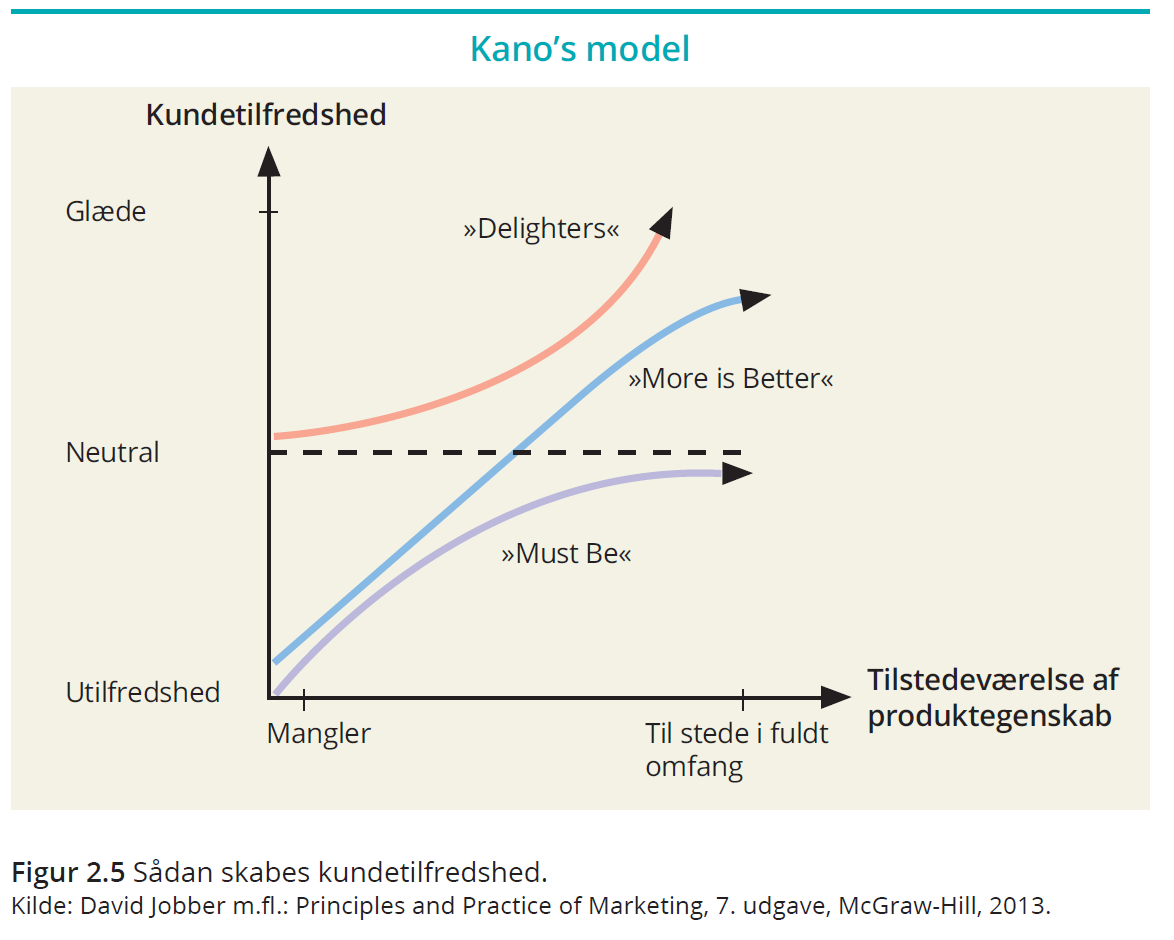 Kano’s model
Kundetilfredshed
Glæde
»Delighters«
»More is Better«
Neutral
»Must Be«
Utilfredshed
Tilstedeværelse af
produktegenskab
Mangler
Til stede i fuldt
omfang
Figur 2.5 Sådan skabes kundetilfredshed.
Kilde: David Jobber m.fl.: Principles and Practice of Marketing, 7. udgave, McGraw-Hill, 2013.